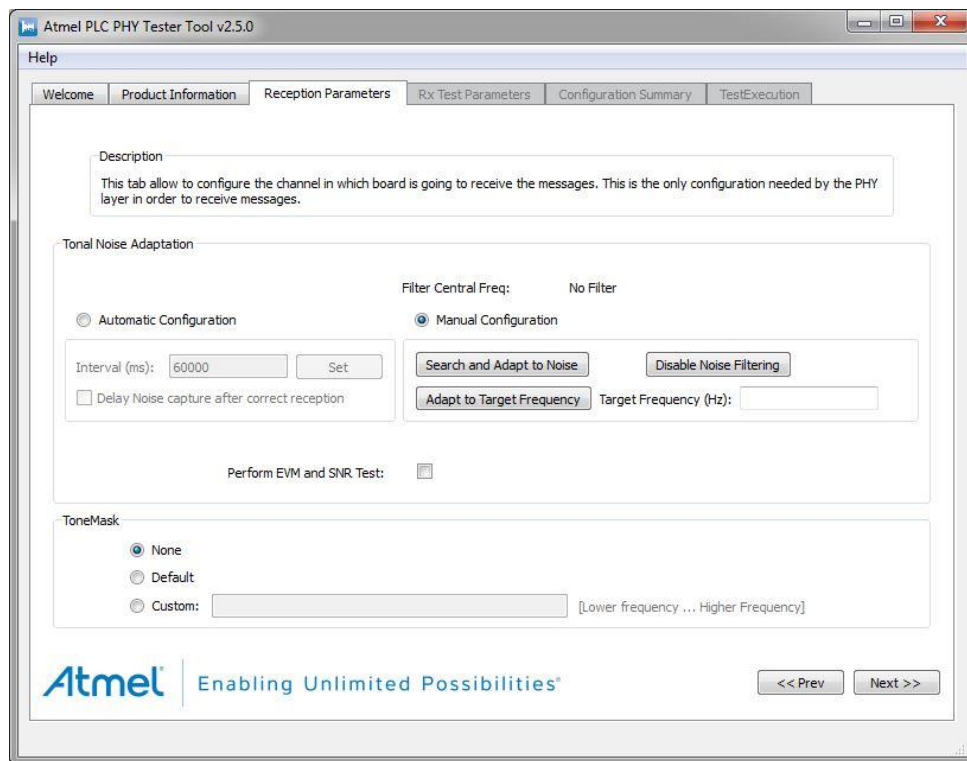 Atmel PLC PHY Tester Tool v2.5.0
Help
Welcome Product Information Reception Parameters Rx Test Parameters Configuration Summary TestExecution
Description
This tab allow to configure the channel in which board is going to receive the messages. This is the only configuration needed by the PHY
layer in order to receive messages.
Tonal Noise Adaptation
Filter Central Freq: No Filter
Automatic Configuration Manual Configuration
Interval (ms): 60000 Set Search and Adapt to Noise Disable Noise Filtering
Delay Noise capture after correct reception Adapt to Target Frequency Target Frequency (Hz):
Perform EVM and SNR Test:
ToneMask
None
Default
Custom: [Lower frequency ... Higher Frequency]
Atmel Enabling Unlimited Possibilities® << Prev Next >>